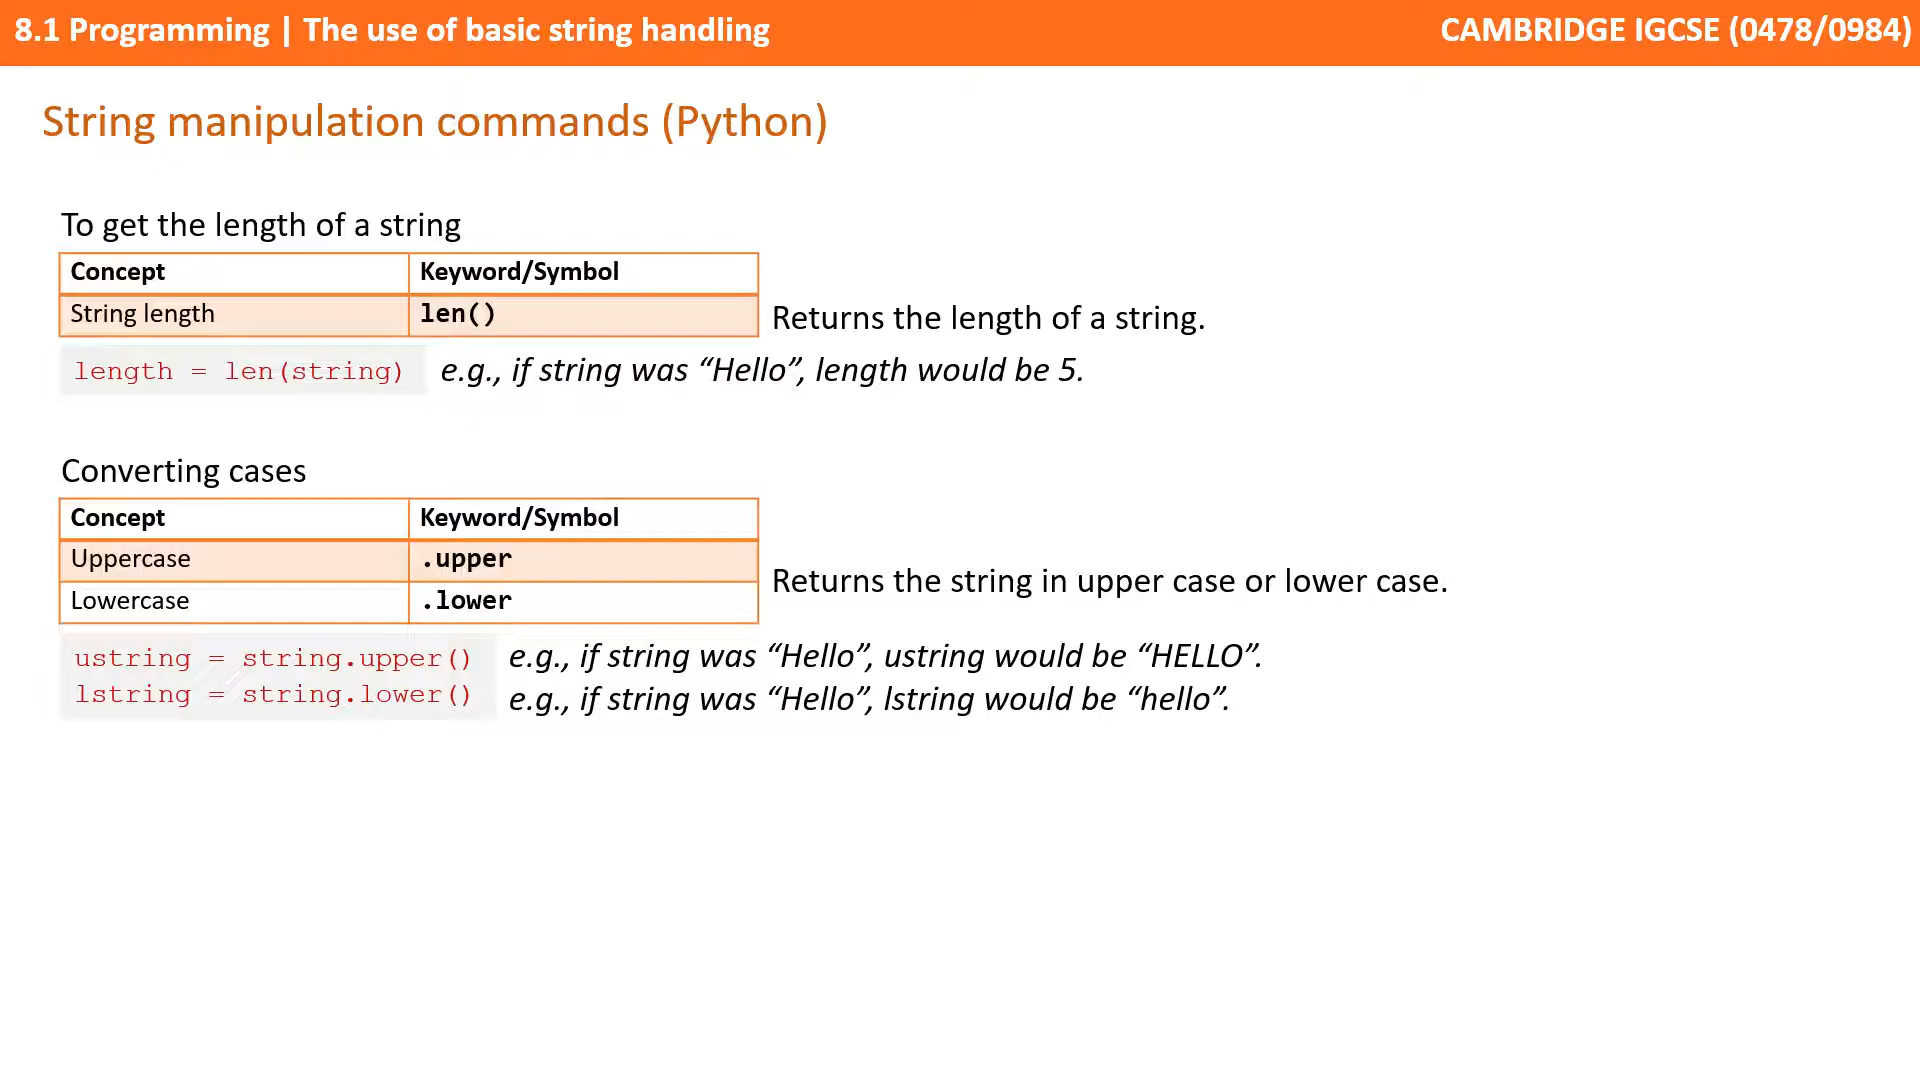 8.1 Programming | The use of basic string handling
CAMBRIDGE IGCSE (0478/0984)
String manipulation commands (Python)
To get the length of a string
Concept Keyword/Symbol
String length len()
Returns the length of a string.
length = len(string)
e.g., if string was “Hello”, length would be 5.
Converting cases
Concept Keyword/Symbol
Uppercase .upper
Lowercase .lower
Returns the string in upper case or lower case.
ustring = string.upper()
e.g., if string was “Hello”, ustring would be “HELLO”.
lstring = string.lower()
e.g., if string was “Hello”, lstring would be “hello”.